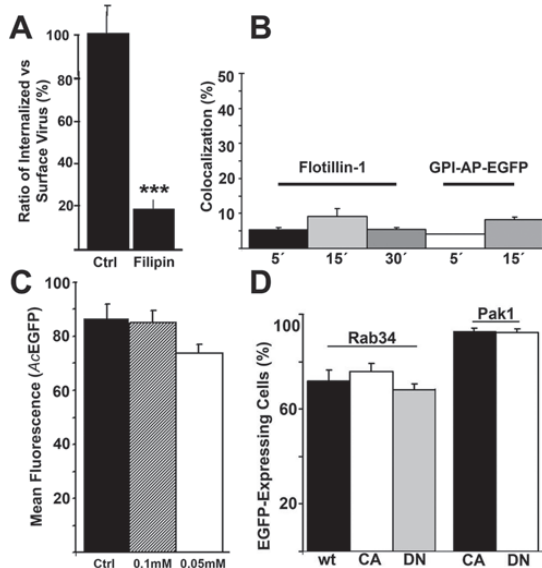 A
Ratio of Internalized vs
Surface Virus (%)
100
80
60
40
20
***
Ctrl Filipin
B
Colocalization (%)
50
40
30
20
10
Flotillin-1 GPI-AP-EGFP
5´ 15´ 30´ 5´ 15´
C
Mean Fluorescence (AcEGFP)
100
80
60
40
20
Ctrl 0.1mM 0.05mM
D
EGFP-Expressing Cells (%)
100
60
20
Rab34
Pak1
wt CA DN CA DN